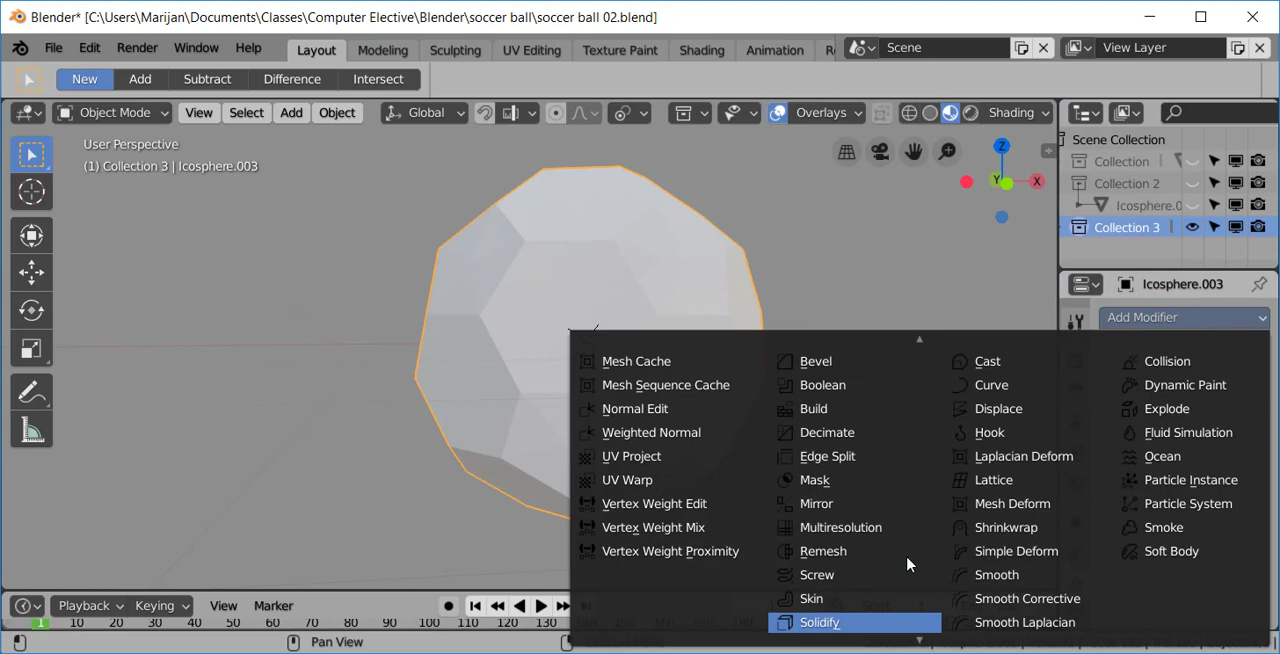 Blender* [C:\Users\Marijan\Documents\Classes\Computer Elective\Blender\soccer ball\soccer ball 02.blend]
File Edit Render Window Help Layout Modeling Sculpting UV Editing Texture Paint Shading Animation R Scene View Layer
New Add Subtract Difference Intersect
Object Mode View Select Add Object Global Overlays Shading
User Perspective
(1) Collection 3 | Icosphere.003
Z
Y X
Scene Collection
Collection
Collection 2
Icosphere.0
Collection 3
Icosphere.003
Add Modifier
Mesh Cache Bevel Cast Collision
Mesh Sequence Cache Boolean Curve Dynamic Paint
Normal Edit Build Displace Explode
Weighted Normal Decimate Hook Fluid Simulation
UV Project Edge Split Laplacian Deform Ocean
UV Warp Mask Lattice Particle Instance
Vertex Weight Edit Mirror Mesh Deform Particle System
Vertex Weight Mix Multiresolution Shrinkwrap Smoke
Vertex Weight Proximity Remesh Simple Deform Soft Body
Screw Smooth
Skin Smooth Corrective
Solidify Smooth Laplacian
Playback Keying View Marker
1 10 20 30 40 50 60 70 80 90 100 110 120 130 140
Pan View